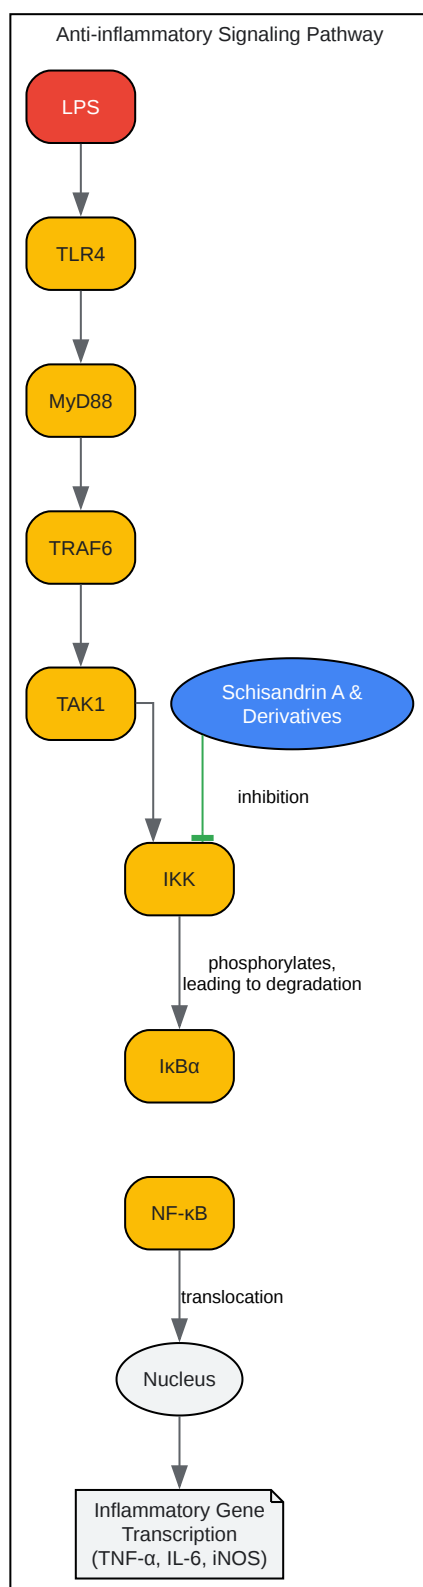 Anti-inflammatory Signaling Pathway
LPS
TLR4
MyD88
TRAF6
TAK1
Schisandrin A &
Derivatives
inhibition
IKK
phosphorylates,
leading to degradation
IκBα
NF-κB
translocation
Nucleus
Inflammatory Gene
Transcription
(TNF-α, IL-6, iNOS)